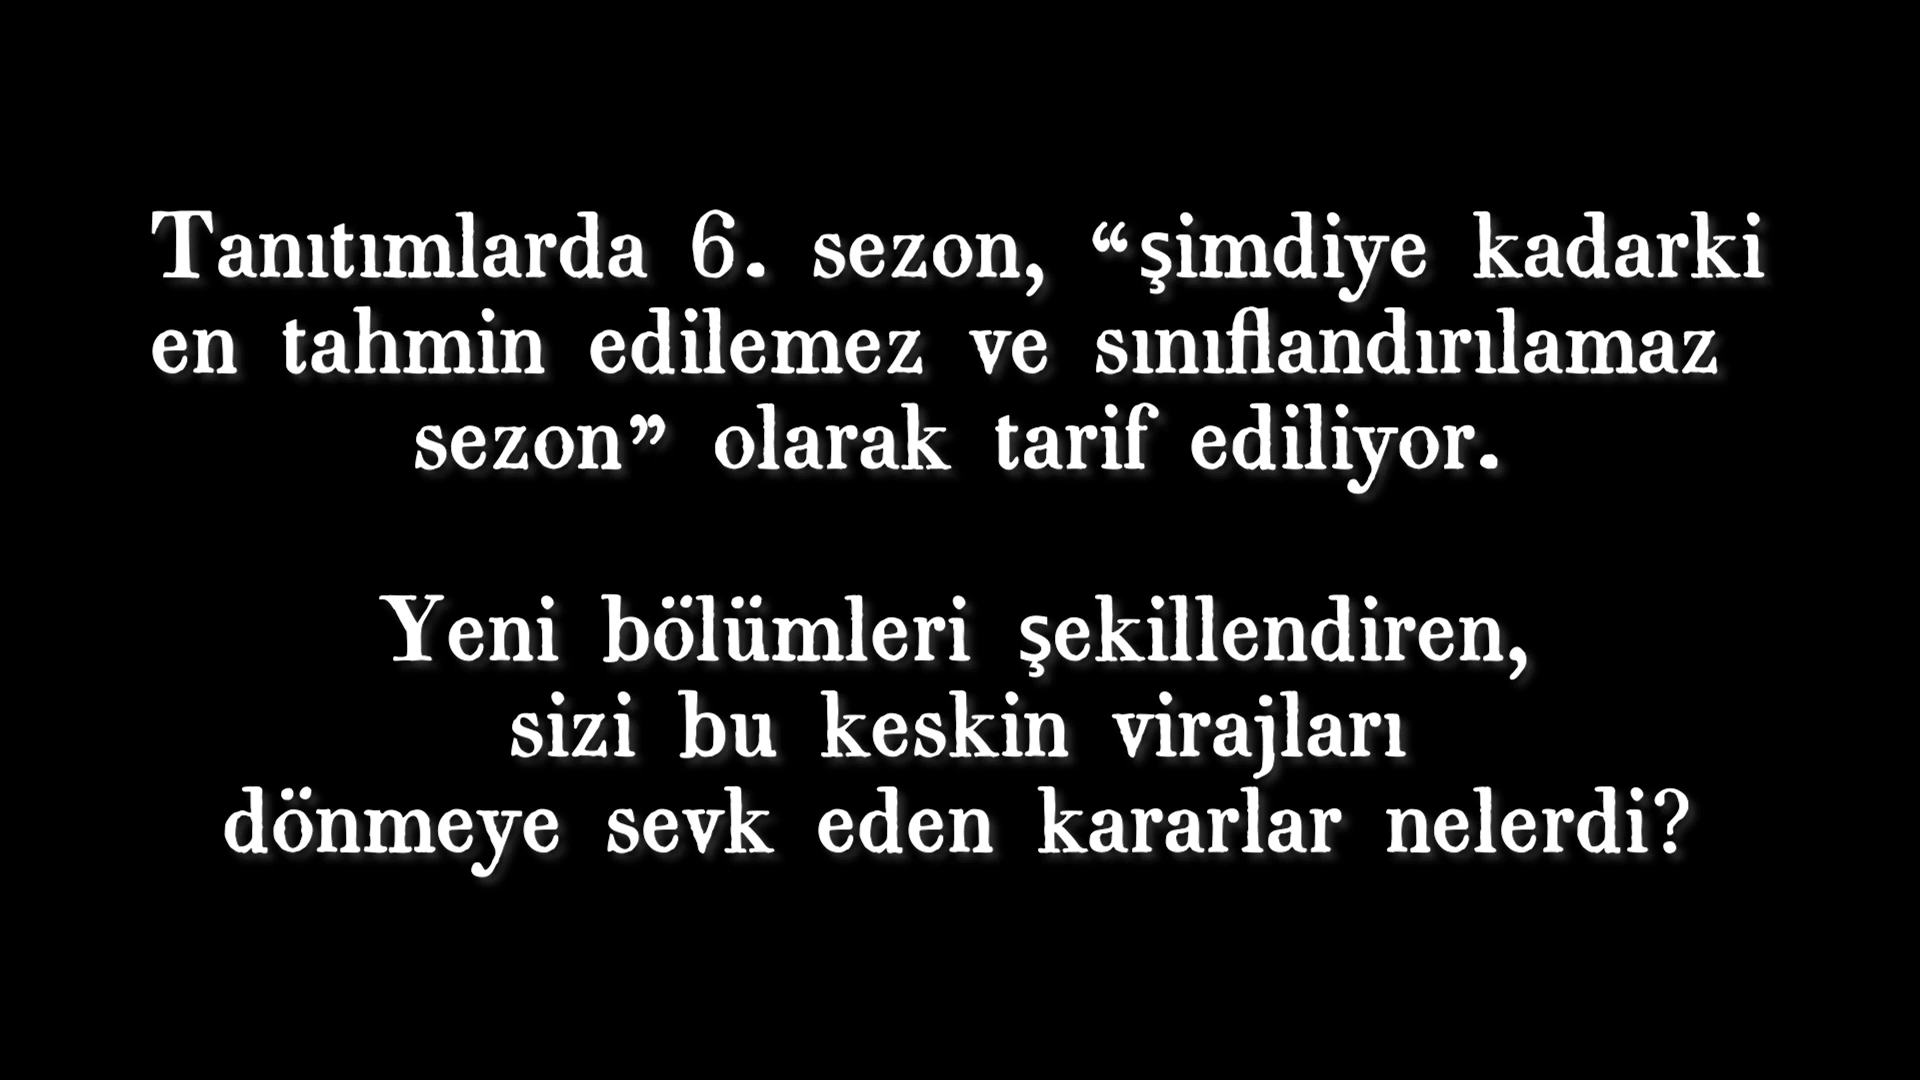 Tanıtımlarda 6. sezon, “şimdiye kadarki
en tahmin edilemez ve sınıflandırılamaz
sezon” olarak tarif ediliyor.
Yeni bölümleri şekillendiren,
sizi bu keskin virajları
dönmeye sevk eden kararlar nelerdi?